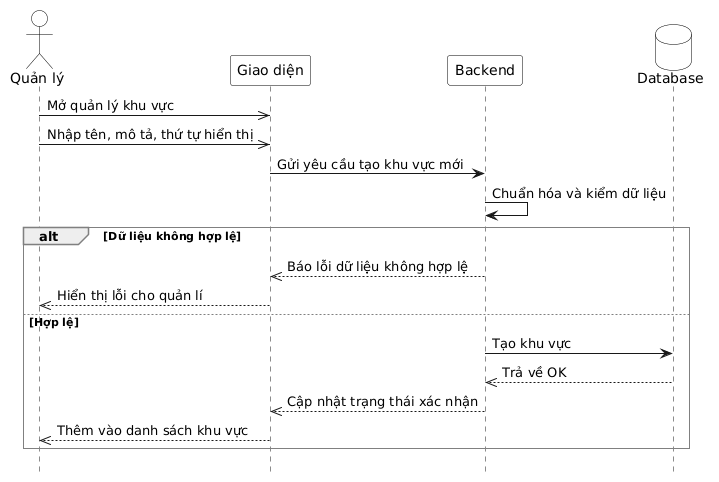 Quản lý
Giao diện
Backend
Database
Mở quản lý khu vực
Nhập tên, mô tả, thứ tự hiển thị
Gửi yêu cầu tạo khu vực mới
Chuẩn hóa và kiểm dữ liệu
alt [Dữ liệu không hợp lệ]
Báo lỗi dữ liệu không hợp lệ
Hiển thị lỗi cho quản lí
[Hợp lệ]
Tạo khu vực
Trả về OK
Cập nhật trạng thái xác nhận
Thêm vào danh sách khu vực